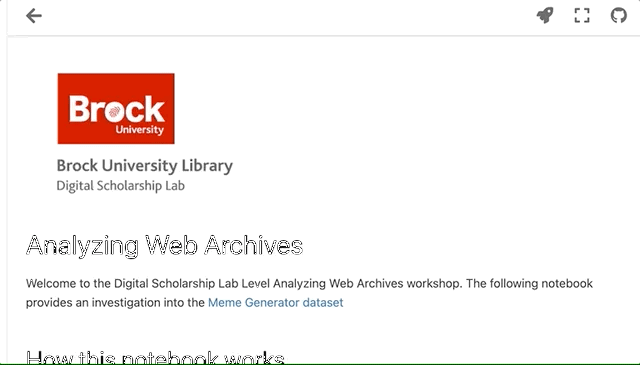 Brock
University
Brock University Library
Digital Scholarship Lab
Analyzing Web Archives
Welcome to the Digital Scholarship Lab Level Analyzing Web Archives workshop. The following notebook
provides an investigation into the Meme Generator dataset
How this notebook works